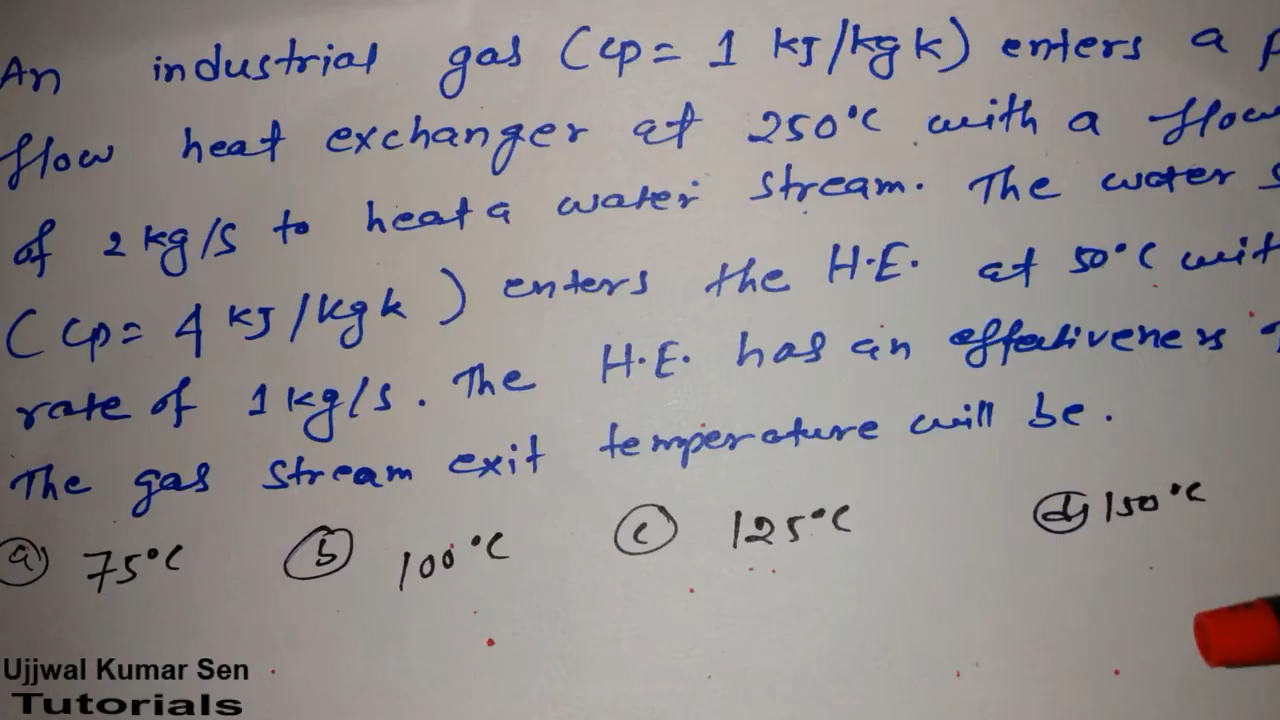 An industrial gas (cp= 1 kJ/kgk) enters a
flow heat exchanger at 250°C with a flow
of 2 kg/s to heat a water stream. The water
(cp= 4 kJ/kgk) enters the H.E. at 50°C wit
rate of 1 kg/s. The H.E. has an effectiveness
The gas stream exit temperature will be.
(a) 75°C (b) 100°C (c) 125°C (d) 150°C
Ujjwal Kumar Sen
Tutorials